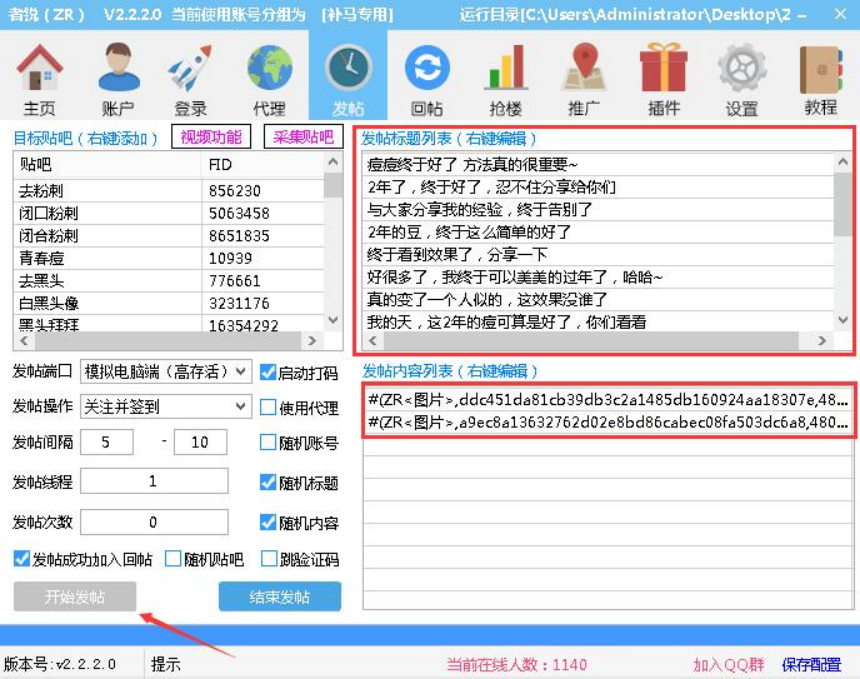 者锐（ZR） V2.2.2.0 当前使用账号分组为 [补马专用] 运行目录[C:\Users\Administrator\Desktop\Z
主页 账户 登录 代理 发帖 回帖 抢楼 推广 插件 设置 教程
目标贴吧（右键添加） 视频功能 采集贴吧
贴吧 FID
去粉刺 856230
闭口粉刺 5063458
闭合粉刺 8651835
青春痘 10939
去黑头 776661
白黑头像 3231176
黑头拜拜 16354292
发帖标题列表（右键编辑）
痘痘终于好了 方法真的很重要~
2年了，终于好了，忍不住分享给你们
与大家分享我的经验，终于告别了
2年的豆，终于这么简单的好了
终于看到效果了，分享一下
好很多了，我终于可以美美的过年了，哈哈~
真的变了一个人似的，这效果没谁了
我的天，这2年的痘可算是好了，你们看看
发帖端口 模拟电脑端（高存活） 启动打码
发帖操作 关注并签到 使用代理
发帖间隔 5 - 10 随机账号
发帖线程 1 随机标题
发帖次数 0 随机内容
发帖成功加入回帖 随机贴吧 跳验证码
开始发帖 结束发帖
发帖内容列表（右键编辑）
#(ZR<图片>,ddc451da81cb39db3c2a1485db160924aa18307e,48...
#(ZR<图片>,a9ec8a13632762d02e8bd86cabec08fa503dc6a8,480...
版本号:v2.2.2.0 提示 当前在线人数：1140 加入QQ群 保存配置